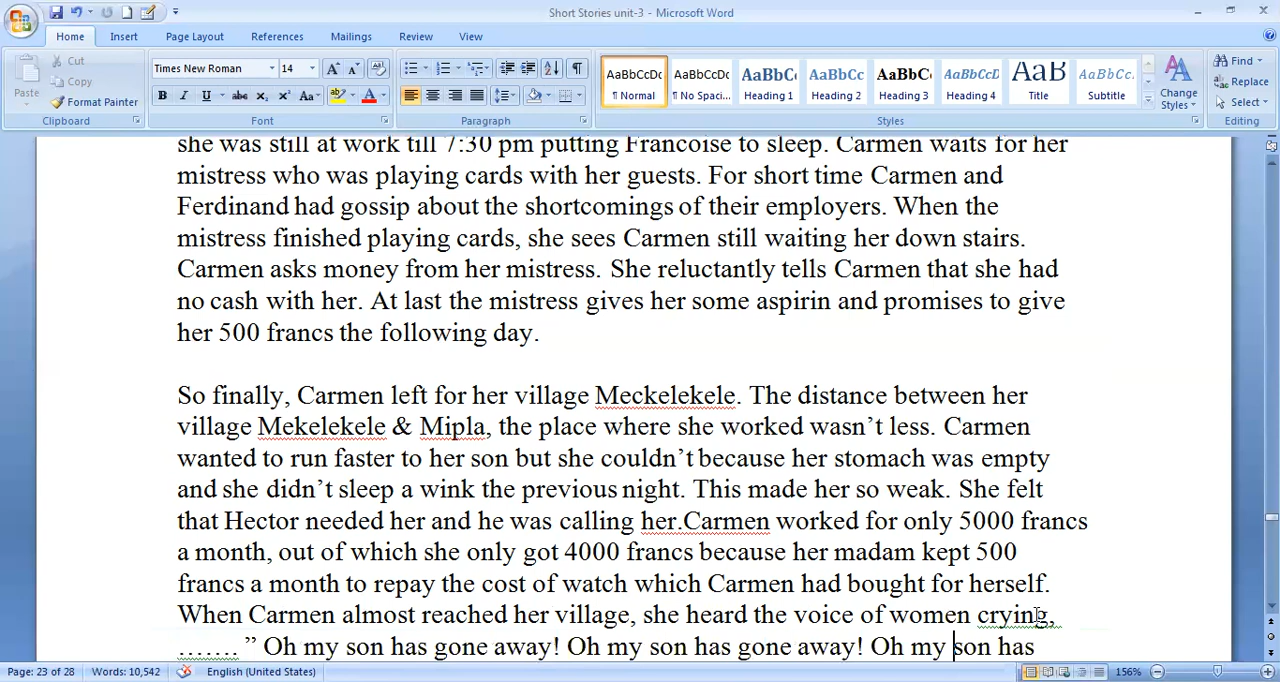 Short Stories unit-3 - Microsoft Word
Home Insert Page Layout References Mailings Review View
Paste
Cut
Copy
Format Painter
Clipboard
Times New Roman 14
Font
Paragraph
AaBbCcDc AaBbCcDc AaBbC AaBbCc AaBbC AaBbCcD AaB AaBbCc
¶ Normal ¶ No Spaci... Heading 1 Heading 2 Heading 3 Heading 4 Title Subtitle
Styles
Change Styles
Find
Replace
Select
Editing
she was still at work till 7:30 pm putting Francoise to sleep. Carmen waits for her
mistress who was playing cards with her guests. For short time Carmen and
Ferdinand had gossip about the shortcomings of their employers. When the
mistress finished playing cards, she sees Carmen still waiting her down stairs.
Carmen asks money from her mistress. She reluctantly tells Carmen that she had
no cash with her. At last the mistress gives her some aspirin and promises to give
her 500 francs the following day.
So finally, Carmen left for her village Meckelekele. The distance between her
village Mekelekele & Mipla, the place where she worked wasn’t less. Carmen
wanted to run faster to her son but she couldn’t because her stomach was empty
and she didn’t sleep a wink the previous night. This made her so weak. She felt
that Hector needed her and he was calling her.Carmen worked for only 5000 francs
a month, out of which she only got 4000 francs because her madam kept 500
francs a month to repay the cost of watch which Carmen had bought for herself.
When Carmen almost reached her village, she heard the voice of women crying,
……. ” Oh my son has gone away! Oh my son has gone away! Oh my son has
Page: 23 of 28 Words: 10,542 English (United States) 156%